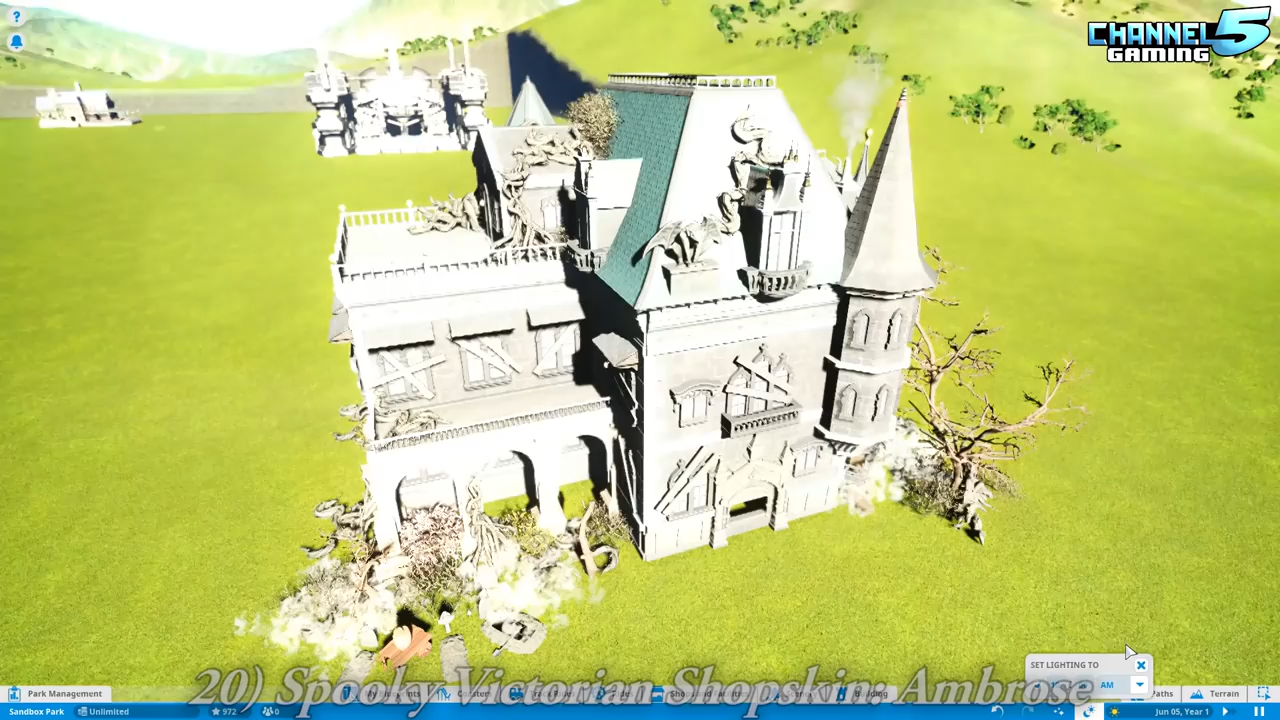 ?
CHANNEL 5
GAMING
SET LIGHTING TO
AM
20) Spooky Victorian Shopskin. Ambrose
Park Management
Paths
Terrain
Building
Sandbox Park
Unlimited
972
0
Jun 05, Year 1